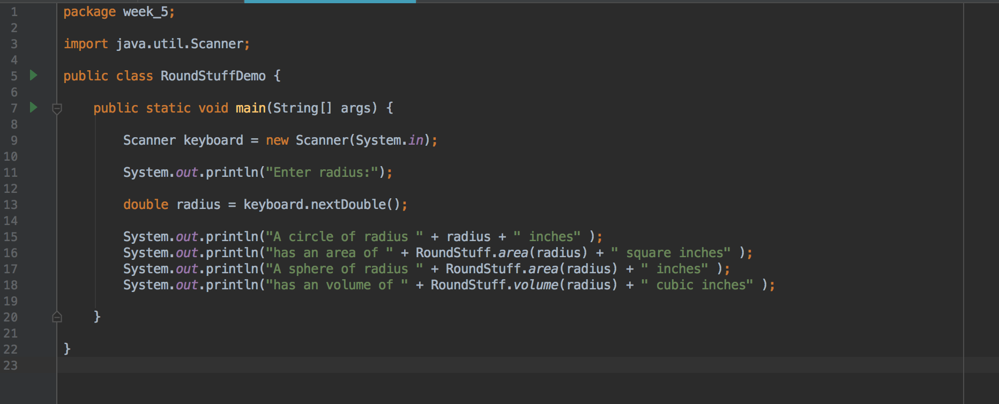 1 package week_5;
2
3 import java.util.Scanner;
4
5 public class RoundStuffDemo {
6
7     public static void main(String[] args) {
8
9         Scanner keyboard = new Scanner(System.in);
10
11         System.out.println("Enter radius:");
12
13         double radius = keyboard.nextDouble();
14
15         System.out.println("A circle of radius " + radius + " inches" );
16         System.out.println("has an area of " + RoundStuff.area(radius) + " square inches" );
17         System.out.println("A sphere of radius " + RoundStuff.area(radius) + " inches" );
18         System.out.println("has an volume of " + RoundStuff.volume(radius) + " cubic inches" );
19
20     }
21
22 }
23